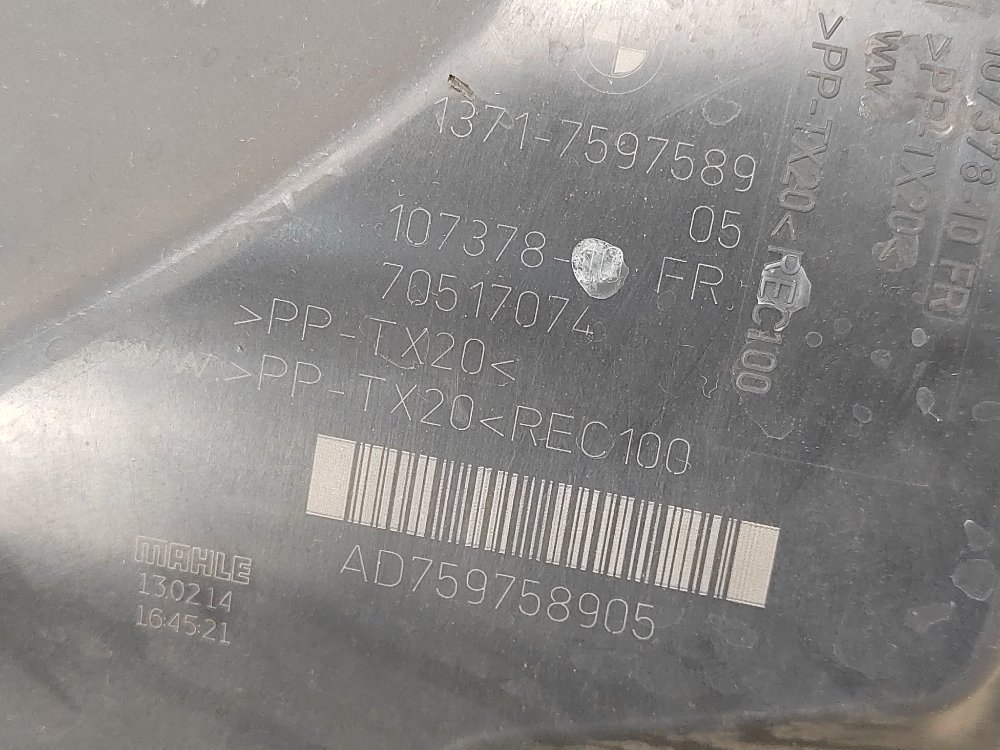 1371-7597589
05
107378- FR
70517074
>PP-TX20<
>PP-TX20<REC100
AD759758905
MAHLE
13.02.14
16:45:21
>PP-TX20<REC100
WW
>PP-TX20<
107378-10 FR